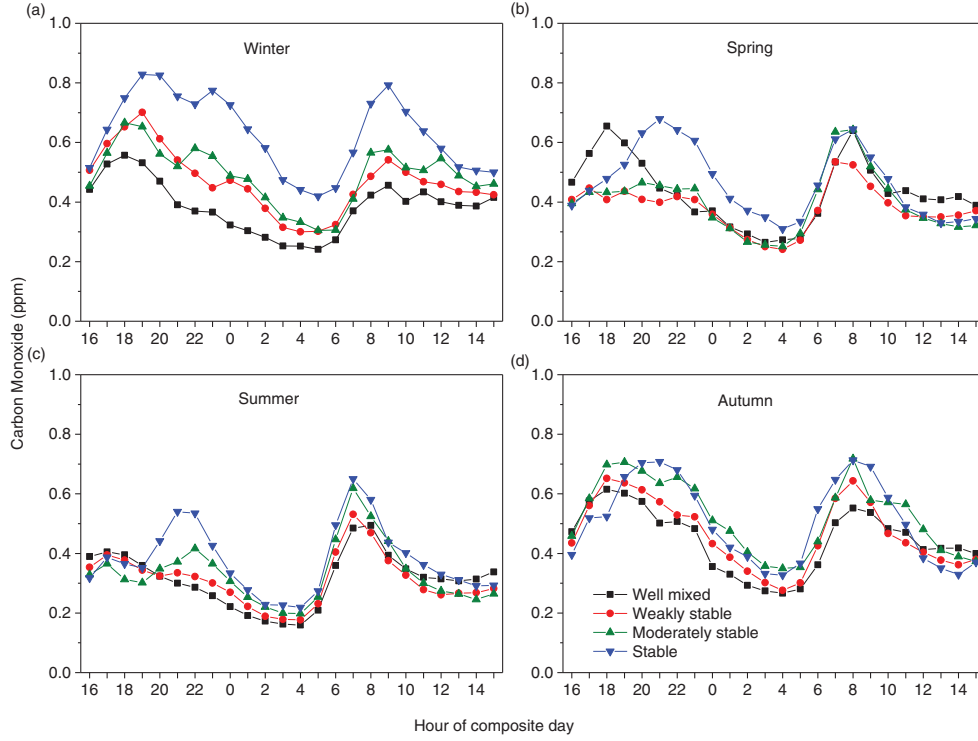 (a)
1.0
0.8
0.6
0.4
0.2
0.0
Winter
16 18 20 22 0 2 4 6 8 10 12 14
(b)
1.0
0.8
0.6
0.4
0.2
0.0
Spring
16 18 20 22 0 2 4 6 8 10 12 14
Carbon Monoxide (ppm)
(c)
1.0
0.8
0.6
0.4
0.2
0.0
Summer
16 18 20 22 0 2 4 6 8 10 12 14
(d)
1.0
0.8
0.6
0.4
0.2
0.0
Autumn
Well mixed
Weakly stable
Moderately stable
Stable
16 18 20 22 0 2 4 6 8 10 12 14
Hour of composite day